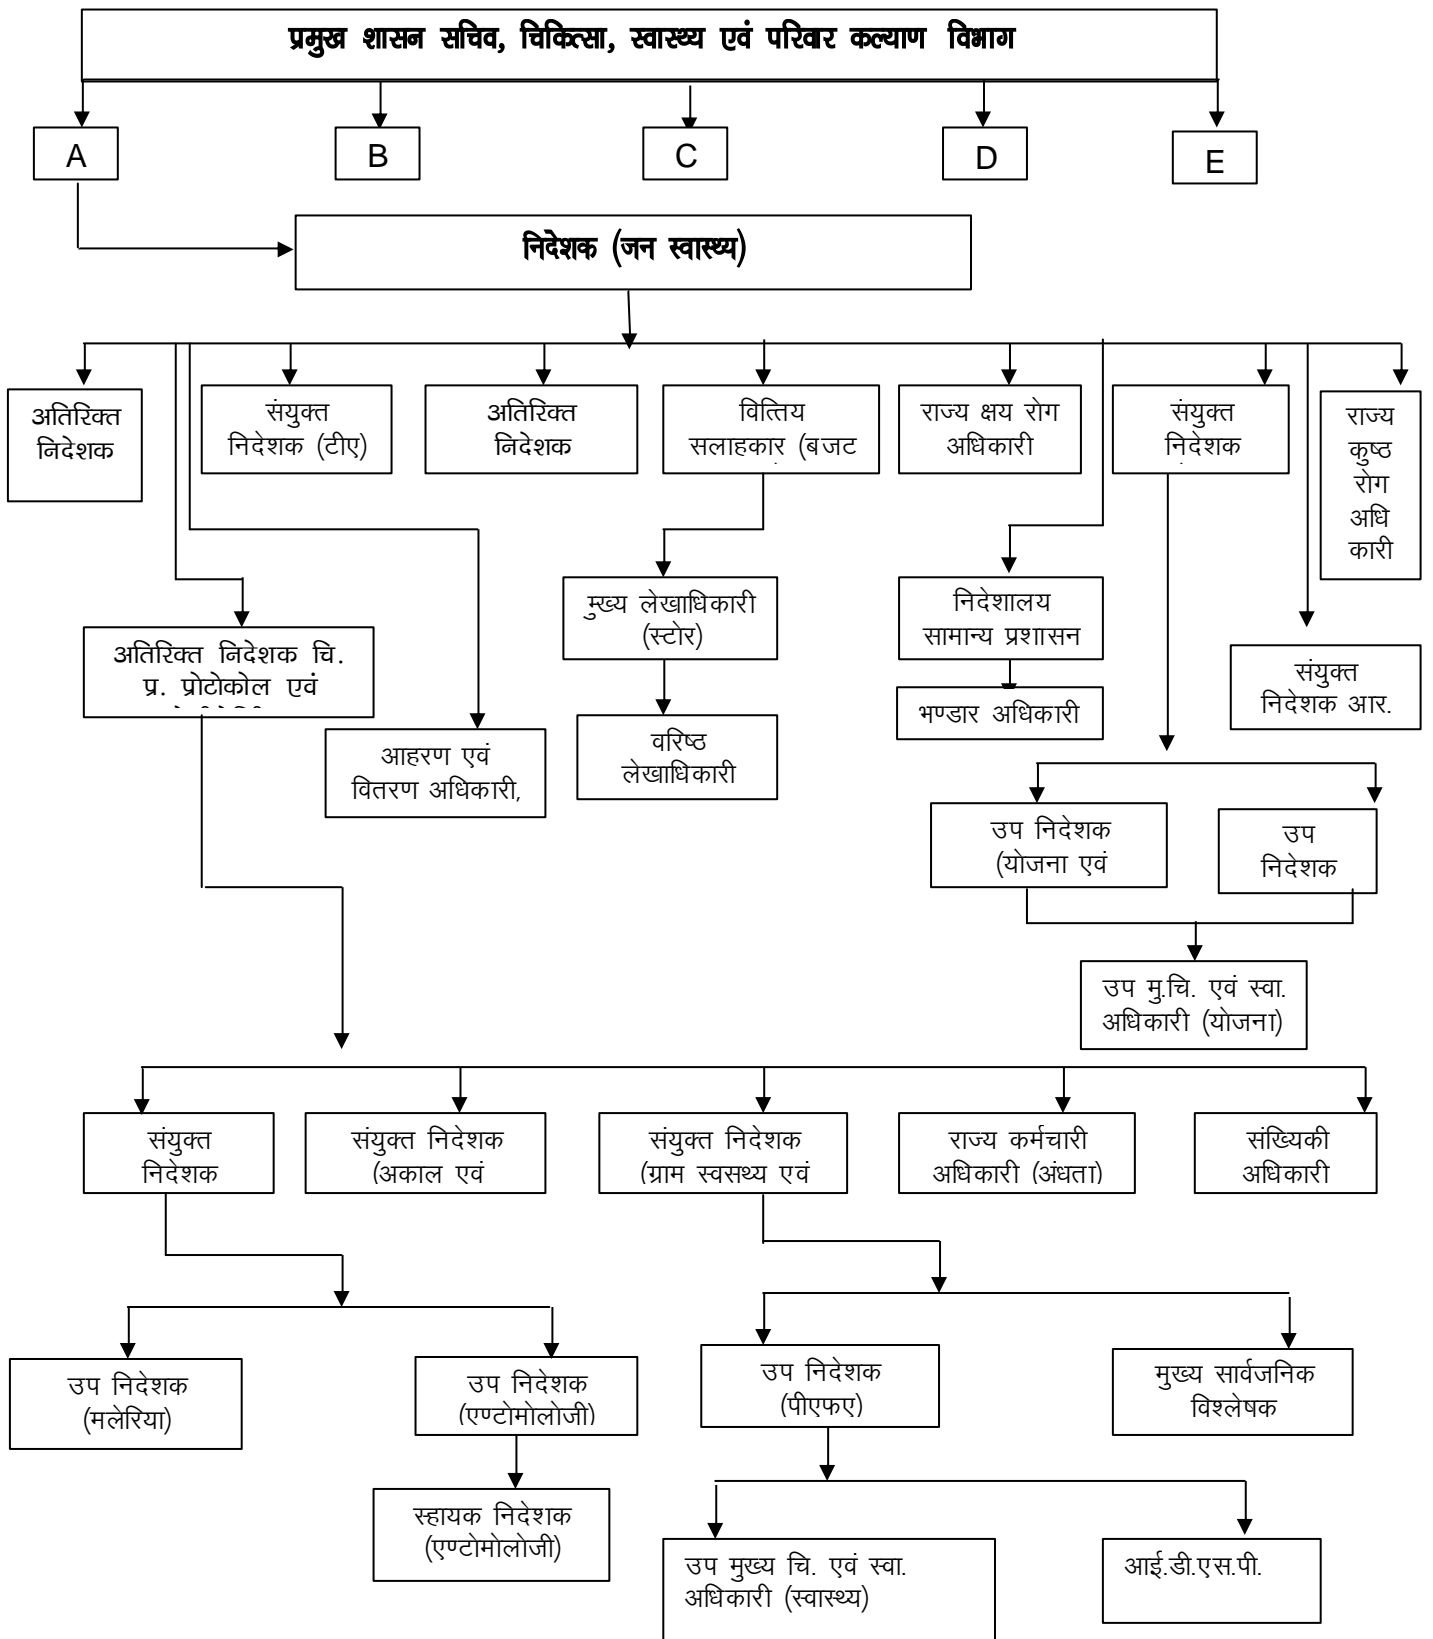 प्रमुख शासन सचिव, चिकित्सा, स्वास्थ्य एवं परिवार कल्याण विभाग
A
B
C
D
E
निदेशक (जन स्वास्थ्य)
अतिरिक्त
निदेशक
संयुक्त
निदेशक (टीए)
अतिरिक्त
निदेशक
वित्तिय
सलाहकार (बजट
राज्य क्षय रोग
अधिकारी
संयुक्त
निदेशक
राज्य
कुष्ठ
रोग
अधि
कारी
मुख्य लेखाधिकारी
(स्टोर)
निदेशालय
सामान्य प्रशासन
अतिरिक्त निदेशक चि.
प्र. प्रोटोकोल एवं
संयुक्त
निदेशक आर.
भण्डार अधिकारी
आहरण एवं
वितरण अधिकारी,
वरिष्ठ
लेखाधिकारी
उप निदेशक
(योजना एवं
उप
निदेशक
उप मु.चि. एवं स्वा.
अधिकारी (योजना)
संयुक्त
निदेशक
संयुक्त निदेशक
(अकाल एवं
संयुक्त निदेशक
(ग्राम स्वसथ्य एवं
राज्य कर्मचारी
अधिकारी (अंधता)
संख्यिकी
अधिकारी
उप निदेशक
(मलेरिया)
उप निदेशक
(एण्टोमोलोजी)
उप निदेशक
(पीएफए)
मुख्य सार्वजनिक
विश्लेषक
स्हायक निदेशक
(एण्टोमोलोजी)
उप मुख्य चि. एवं स्वा.
अधिकारी (स्वास्थ्य)
आई.डी.एस.पी.